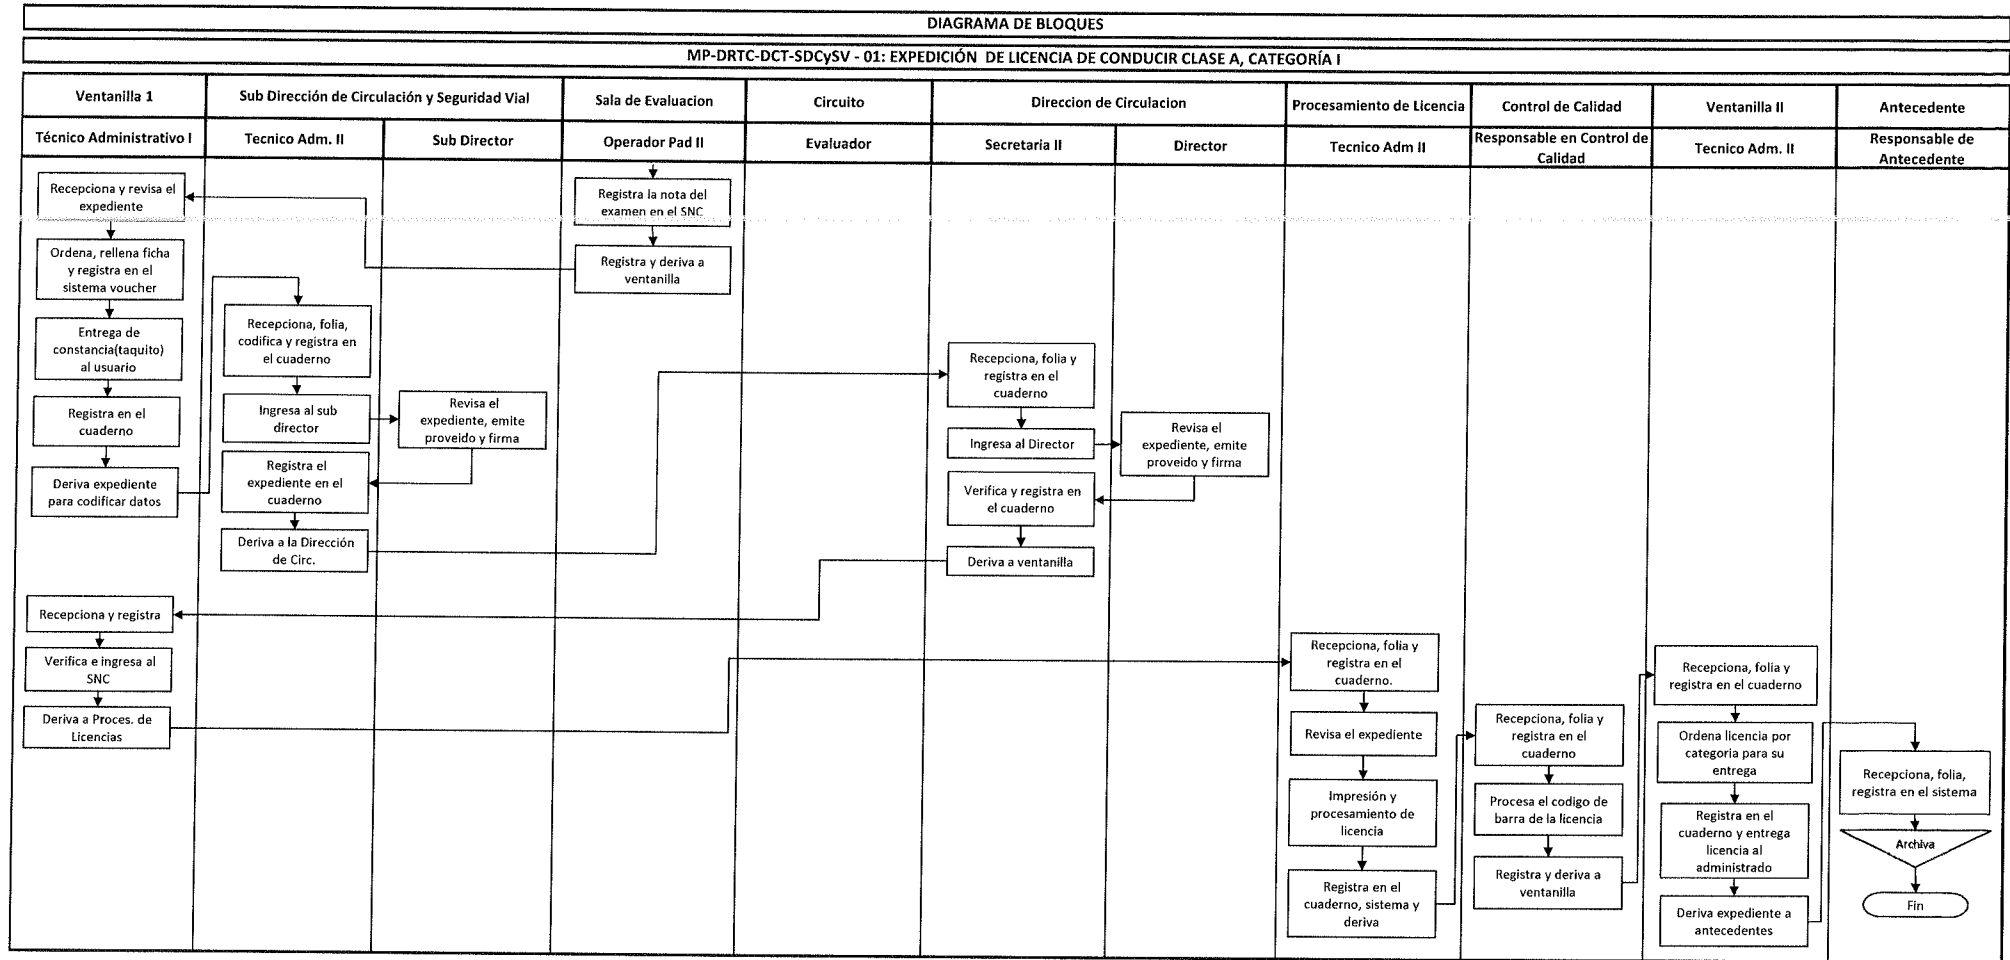 DIAGRAMA DE BLOQUES
MP-DRTC-DCT-SDCySV - 01: EXPEDICIÓN DE LICENCIA DE CONDUCIR CLASE A, CATEGORÍA I
Ventanilla 1
Sub Dirección de Circulación y Seguridad Vial
Sala de Evaluacion
Circuito
Direccion de Circulacion
Procesamiento de Licencia
Control de Calidad
Ventanilla II
Antecedente
Técnico Administrativo I
Tecnico Adm. II
Sub Director
Operador Pad II
Evaluador
Secretaria II
Director
Tecnico Adm II
Responsable en Control de
Calidad
Tecnico Adm. II
Responsable de
Antecedente
Recepciona y revisa el
expediente
Ordena, rellena ficha
y registra en el
sistema voucher
Entrega de
constancia(taquito)
al usuario
Registra en el
cuaderno
Deriva expediente
para codificar datos
Recepciona y registra
Verifica e ingresa al
SNC
Deriva a Proces. de
Licencias
Recepciona, folia,
codifica y registra en
el cuaderno
Ingresa al sub
director
Registra el
expediente en el
cuaderno
Deriva a la Dirección
de Circ.
Revisa el
expediente, emite
proveido y firma
Registra la nota del
examen en el SNC
Registra y deriva a
ventanilla
Recepciona, folia y
registra en el
cuaderno
Ingresa al Director
Verifica y registra en
el cuaderno
Deriva a ventanilla
Revisa el
expediente, emite
proveido y firma
Recepciona, folia y
registra en el
cuaderno.
Revisa el expediente
Impresión y
procesamiento de
licencia
Registra en el
cuaderno, sistema y
deriva
Recepciona, folia y
registra en el
cuaderno
Procesa el codigo de
barra de la licencia
Registra y deriva a
ventanilla
Recepciona, folia y
registra en el cuaderno
Ordena licencia por
categoria para su
entrega
Registra en el
cuaderno y entrega
licencia al
administrado
Deriva expediente a
antecedentes
Recepciona, folia,
registra en el sistema
Archiva
Fin